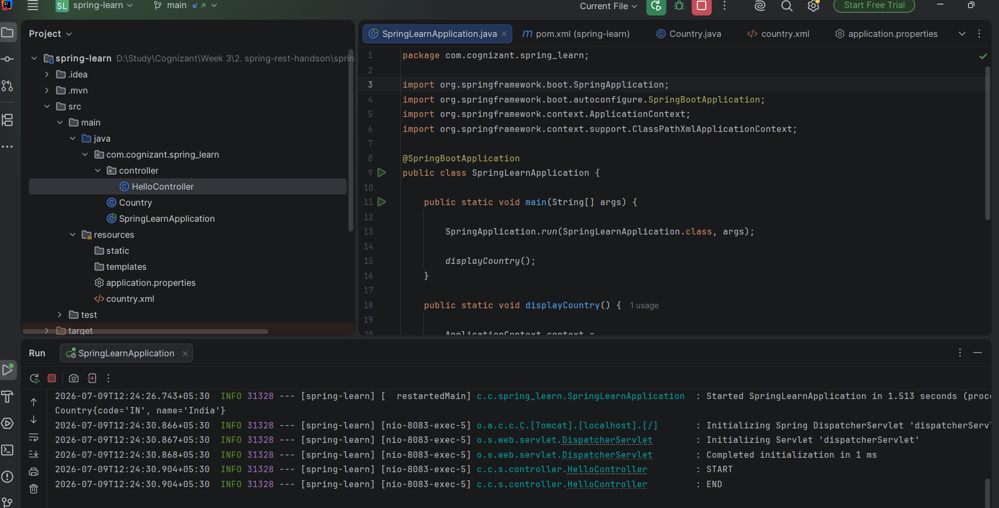 SL spring-learn main Current File Start Free Trial
Project
spring-learn D:\Study\Cognizant\Week 3\2. spring-rest-handson\sprin
.idea
.mvn
src
main
java
com.cognizant.spring_learn
controller
HelloController
Country
SpringLearnApplication
resources
static
templates
application.properties
country.xml
test
target
SpringLearnApplication.java pom.xml (spring-learn) Country.java country.xml application.properties
1 package com.cognizant.spring_learn;
2
3 import org.springframework.boot.SpringApplication;
4 import org.springframework.boot.autoconfigure.SpringBootApplication;
5 import org.springframework.context.ApplicationContext;
6 import org.springframework.context.support.ClassPathXmlApplicationContext;
7
8 @SpringBootApplication
9 public class SpringLearnApplication {
10
11 public static void main(String[] args) {
12
13 SpringApplication.run(SpringLearnApplication.class, args);
14
15 displayCountry();
16 }
17
18 public static void displayCountry() { 1 usage
19
20 ApplicationContext context =
Run SpringLearnApplication
2026-07-09T12:24:26.743+05:30 INFO 31328 --- [spring-learn] [ restartedMain] c.c.spring_learn.SpringLearnApplication : Started SpringLearnApplication in 1.513 seconds (proc
Country{code='IN', name='India'}
2026-07-09T12:24:30.866+05:30 INFO 31328 --- [spring-learn] [nio-8083-exec-5] o.a.c.c.C.[Tomcat].[localhost].[/] : Initializing Spring DispatcherServlet 'dispatcherServ
2026-07-09T12:24:30.867+05:30 INFO 31328 --- [spring-learn] [nio-8083-exec-5] o.s.web.servlet.DispatcherServlet : Initializing Servlet 'dispatcherServlet'
2026-07-09T12:24:30.868+05:30 INFO 31328 --- [spring-learn] [nio-8083-exec-5] o.s.web.servlet.DispatcherServlet : Completed initialization in 1 ms
2026-07-09T12:24:30.904+05:30 INFO 31328 --- [spring-learn] [nio-8083-exec-5] c.c.s.controller.HelloController : START
2026-07-09T12:24:30.904+05:30 INFO 31328 --- [spring-learn] [nio-8083-exec-5] c.c.s.controller.HelloController : END